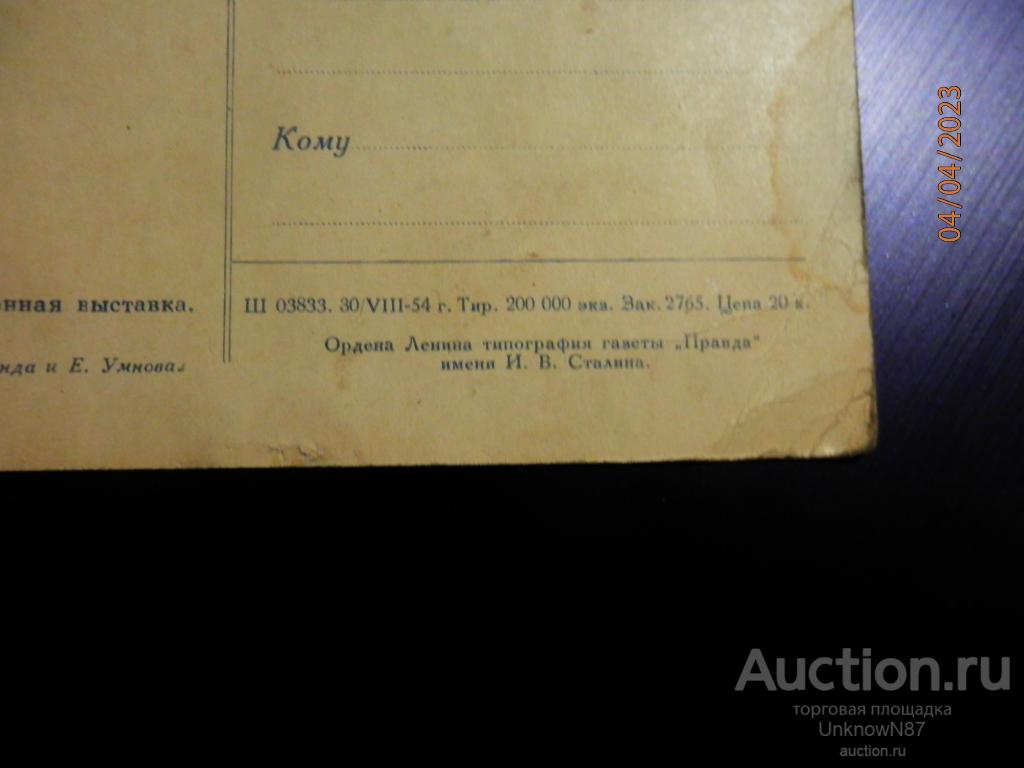 Кому
енная выставка.
нда и Е. Умнова
Ш 03833. 30/VIII-54 г. Тир. 200 000 экз. Зак. 2765. Цена 20 к.
Ордена Ленина типография газеты „Правда“
имени И. В. Сталина.
04/04/2023
Auction.ru
торговая площадка
UnknowN87
auction.ru